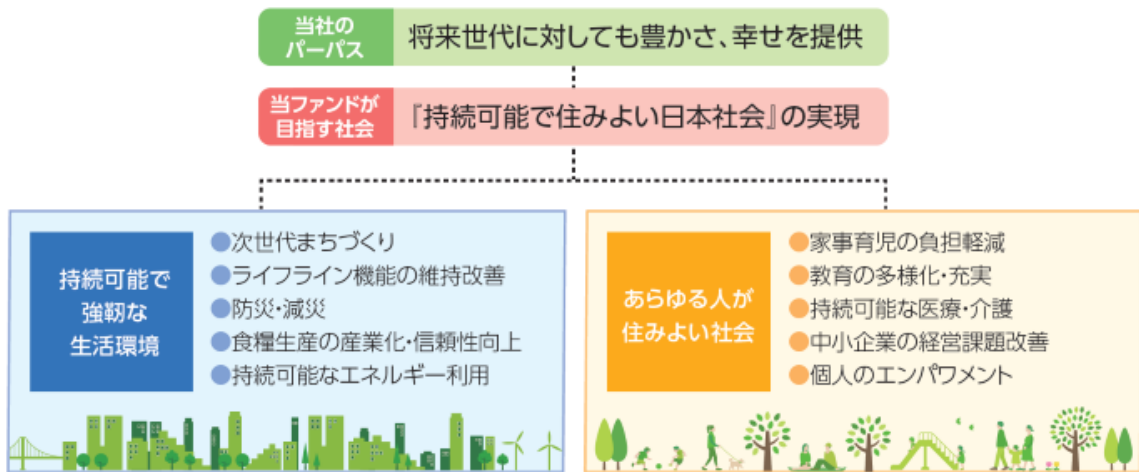 当社の
パーパス
将来世代に対しても豊かさ、幸せを提供
当ファンドが
目指す社会
『持続可能で住みよい日本社会』の実現
持続可能で
強靭な
生活環境
●次世代まちづくり
●ライフライン機能の維持改善
●防災・減災
●食糧生産の産業化・信頼性向上
●持続可能なエネルギー利用
あらゆる人が
住みよい社会
●家事育児の負担軽減
●教育の多様化・充実
●持続可能な医療・介護
●中小企業の経営課題改善
●個人のエンパワメント